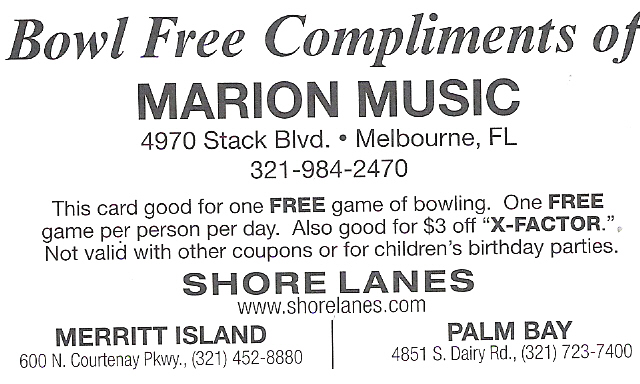 Bowl Free Compliments of
MARION MUSIC
4970 Stack Blvd. • Melbourne, FL
321-984-2470
This card good for one FREE game of bowling. One FREE
game per person per day. Also good for $3 off “X-FACTOR.”
Not valid with other coupons or for children's birthday parties.
SHORE LANES
www.shorelanes.com
MERRITT ISLAND
600 N. Courtenay Pkwy., (321) 452-8880
PALM BAY
4851 S. Dairy Rd., (321) 723-7400